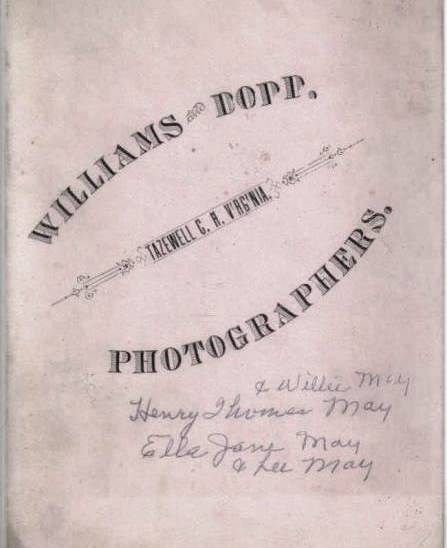 WILLIAMS AND DOPP.
TAZEWELL C. H. VIRGINIA.
PHOTOGRAPHERS.
& Willie May
Henry Thomas May
Ella Jane May
& Lee May